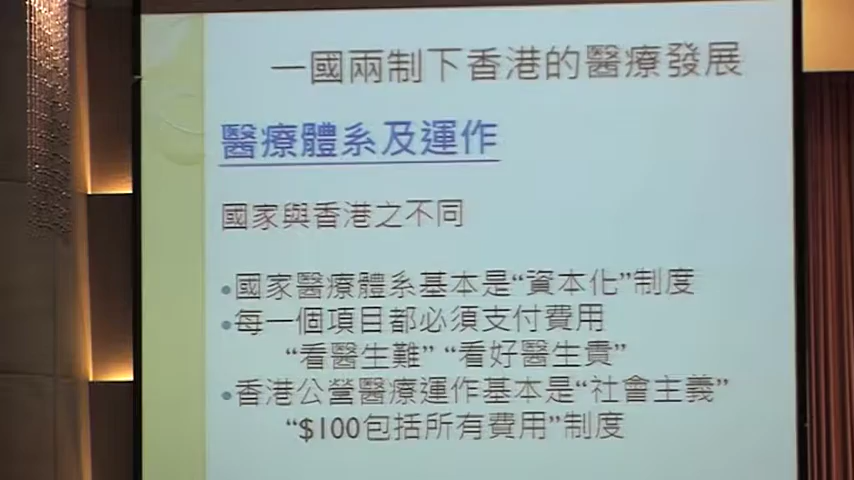 一國兩制下香港的醫療發展
醫療體系及運作
國家與香港之不同
•國家醫療體系基本是“資本化”制度
•每一個項目都必須支付費用
“看醫生難” “看好醫生貴”
•香港公營醫療運作基本是“社會主義”
“$100包括所有費用”制度